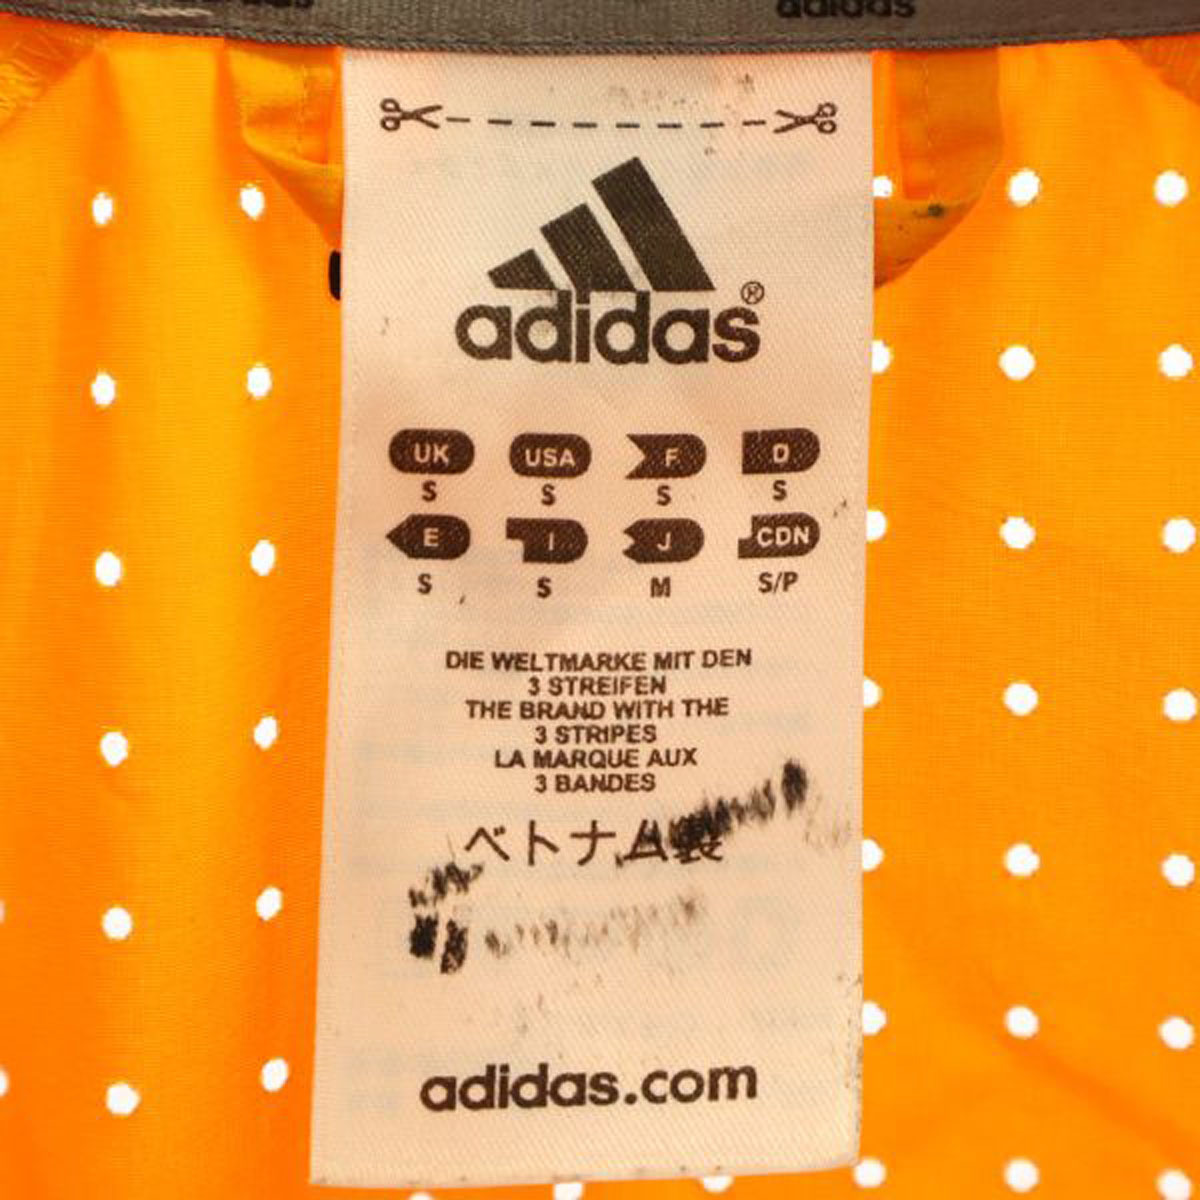 adidas
adidas
adidas®
UK USA F D
S S S S
E I J CDN
S S M S/P
DIE WELTMARKE MIT DEN
3 STREIFEN
THE BRAND WITH THE
3 STRIPES
LA MARQUE AUX
3 BANDES
ベトナム製
adidas.com